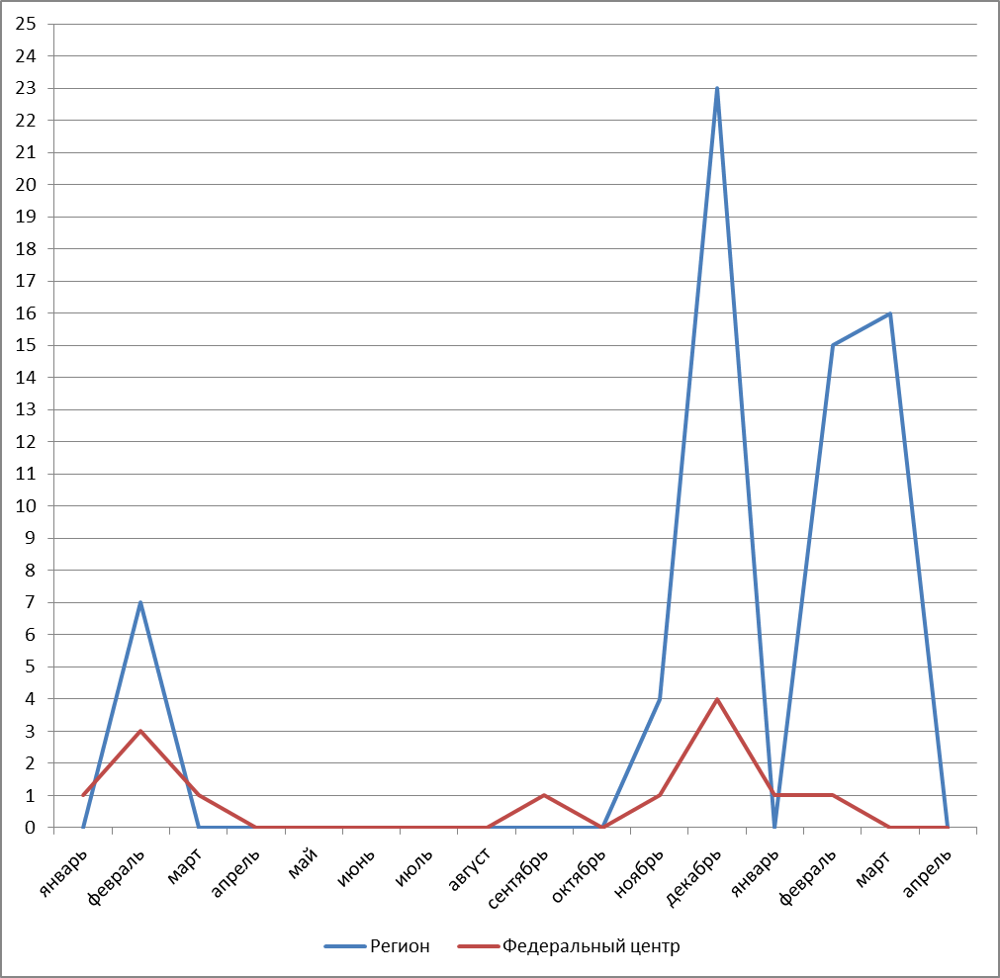 25
24
23
22
21
20
19
18
17
16
15
14
13
12
11
10
9
8
7
6
5
4
3
2
1
0
январь
февраль
март
апрель
май
июнь
июль
август
сентябрь
октябрь
ноябрь
декабрь
январь
февраль
март
апрель
Регион
Федеральный центр